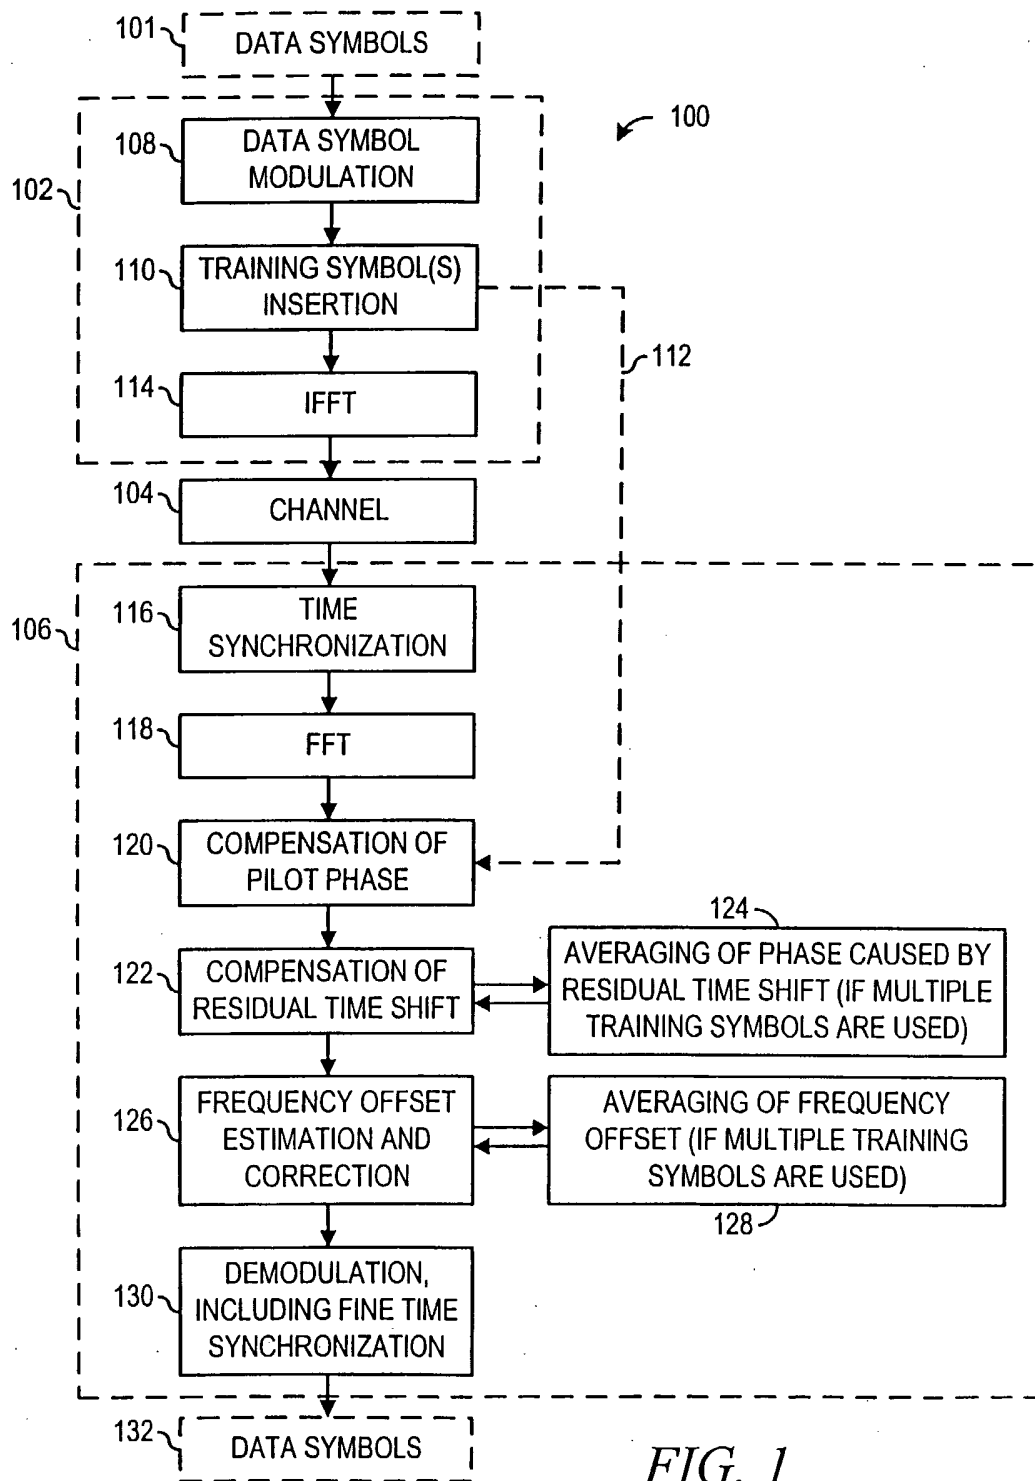 101
DATA SYMBOLS
100
108
DATA SYMBOL
MODULATION
102
110
TRAINING SYMBOL(S)
INSERTION
112
114
IFFT
104
CHANNEL
106
116
TIME
SYNCHRONIZATION
118
FFT
120
COMPENSATION OF
PILOT PHASE
122
COMPENSATION OF
RESIDUAL TIME SHIFT
124
AVERAGING OF PHASE CAUSED BY
RESIDUAL TIME SHIFT (IF MULTIPLE
TRAINING SYMBOLS ARE USED)
126
FREQUENCY OFFSET
ESTIMATION AND
CORRECTION
AVERAGING OF FREQUENCY
OFFSET (IF MULTIPLE TRAINING
SYMBOLS ARE USED)
128
130
DEMODULATION,
INCLUDING FINE TIME
SYNCHRONIZATION
132
DATA SYMBOLS
FIG. 1